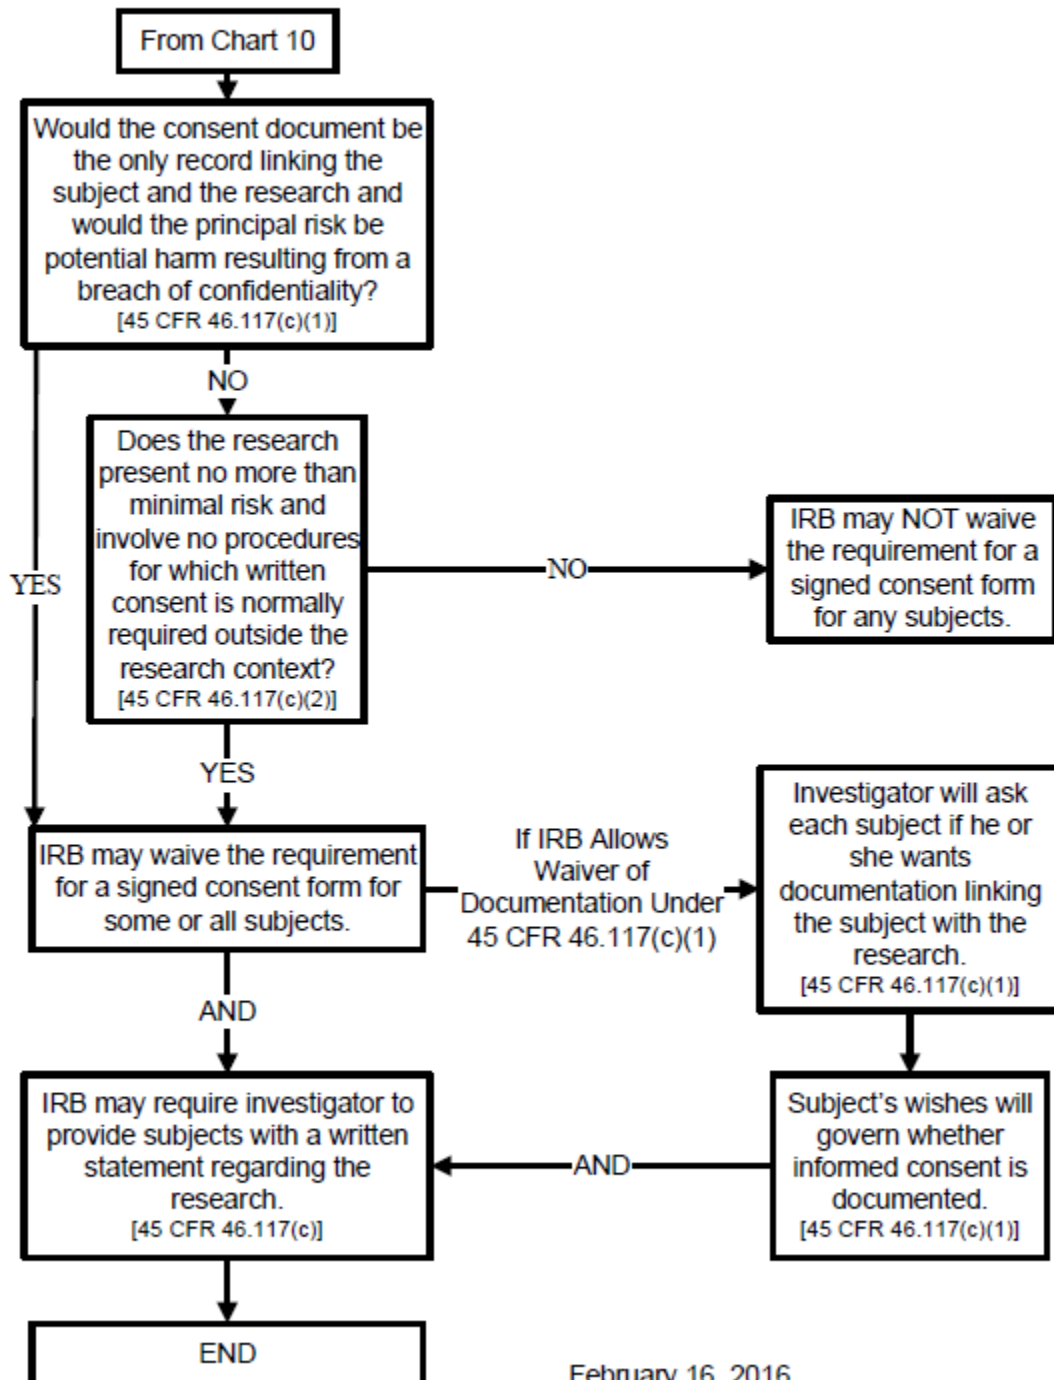 From Chart 10
Would the consent document be
the only record linking the
subject and the research and
would the principal risk be
potential harm resulting from a
breach of confidentiality?
[45 CFR 46.117(c)(1)]
NO
Does the research
present no more than
minimal risk and
involve no procedures
for which written
consent is normally
required outside the
research context?
[45 CFR 46.117(c)(2)]
NO
IRB may NOT waive
the requirement for a
signed consent form
for any subjects.
YES
YES
IRB may waive the requirement
for a signed consent form for
some or all subjects.
If IRB Allows
Waiver of
Documentation Under
45 CFR 46.117(c)(1)
Investigator will ask
each subject if he or
she wants
documentation linking
the subject with the
research.
[45 CFR 46.117(c)(1)]
AND
IRB may require investigator to
provide subjects with a written
statement regarding the
research.
[45 CFR 46.117(c)]
AND
Subject's wishes will
govern whether
informed consent is
documented.
[45 CFR 46.117(c)(1)]
END
February 16, 2016